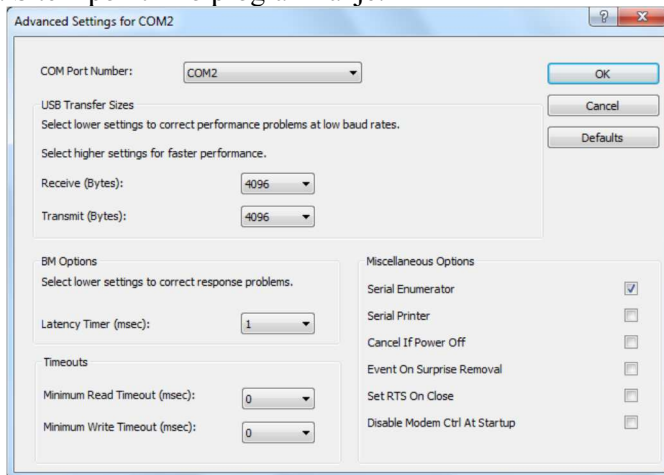 Advanced Settings for COM2
COM Port Number:
COM2
OK
USB Transfer Sizes
Cancel
Select lower settings to correct performance problems at low baud rates.
Defaults
Select higher settings for faster performance.
Receive (Bytes):
4096
Transmit (Bytes):
4096
BM Options
Select lower settings to correct response problems.
Latency Timer (msec):
1
Timeouts
Minimum Read Timeout (msec):
0
Minimum Write Timeout (msec):
0
Miscellaneous Options
Serial Enumerator
Serial Printer
Cancel If Power Off
Event On Surprise Removal
Set RTS On Close
Disable Modem Ctrl At Startup